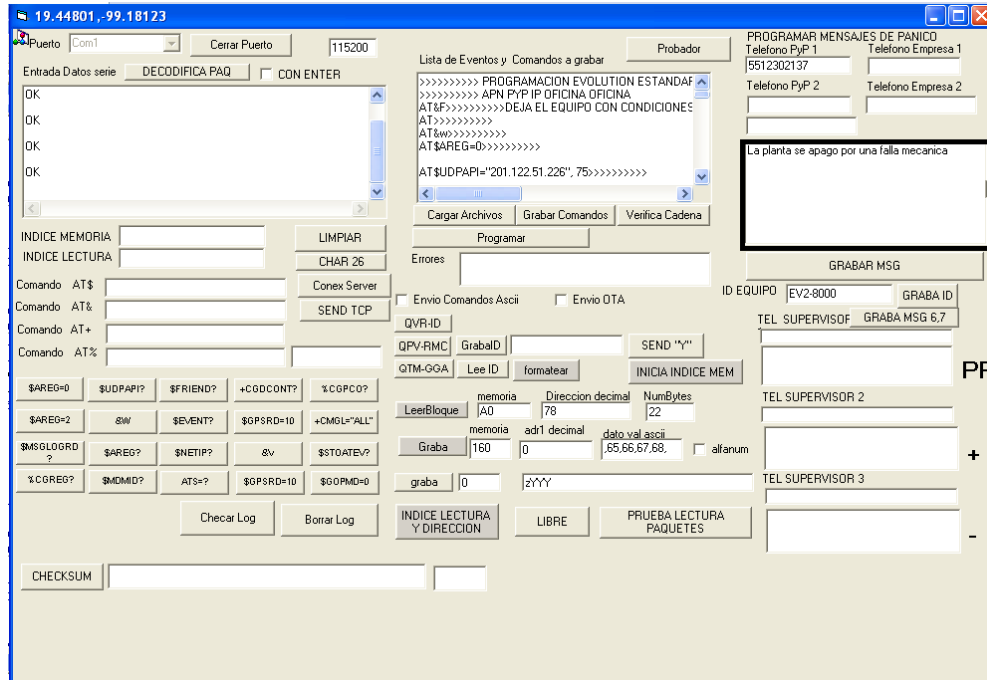 19.44801,-99.18123
Puerto Com1 Cerrar Puerto 115200
Entrada Datos serie DECODIFICA PAQ CON ENTER
OK
OK
OK
OK
INDICE MEMORIA LIMPIAR
INDICE LECTURA CHAR 26
Comando AT$ Conex Server
Comando AT& SEND TCP
Comando AT+
Comando AT%
$AREG=0 $UDPAPI? $FRIEND? +CGDCONT? %CGPCO?
$AREG=2 &W $EVENT? $GPSRD=10 +CMGL="ALL"
$MSGLOGRD ? $AREG? $NETIP? &v $STOATEV?
%CGREG? $MDMID? ATS=? $GPSRD=10 $GOPMD=0
Checar Log Borrar Log
CHECKSUM
Lista de Eventos y Comandos a grabar Probador
>>>>>>>>>> PROGRAMACION EVOLUTION ESTANDAR
>>>>>>>>>> APN PYP IP OFICINA OFICINA
AT&F>>>>>>>>>>DEJA EL EQUIPO CON CONDICIONES
AT>>>>>>>>>>
AT&w>>>>>>>>>>
AT$AREG=0>>>>>>>>>>
AT$UDPAPI="201.122.51.226", 75>>>>>>>>>>
Cargar Archivos Grabar Comandos Verifica Cadena
Programar
Errores
Envio Comandos Ascii Envio OTA
QVR-ID
QPV-RMC GrabaID SEND "Y"
QTM-GGA Lee ID formatear INICIA INDICE MEM
memoria Direccion decimal NumBytes
LeerBloque A0 78 22
memoria adr1 decimal dato val ascii
Graba 160 0 ,65,66,67,68, alfanum
graba 0 zYYY
INDICE LECTURA Y DIRECCION LIBRE PRUEBA LECTURA PAQUETES
PROGRAMAR MENSAJES DE PANICO
Telefono PyP 1 Telefono Empresa 1
5512302137
Telefono PyP 2 Telefono Empresa 2
La planta se apago por una falla mecanica
GRABAR MSG
ID EQUIPO EV2-8000 GRABA ID
TEL SUPERVISOR GRABA MSG 6,7
PR
TEL SUPERVISOR 2
+
TEL SUPERVISOR 3
-